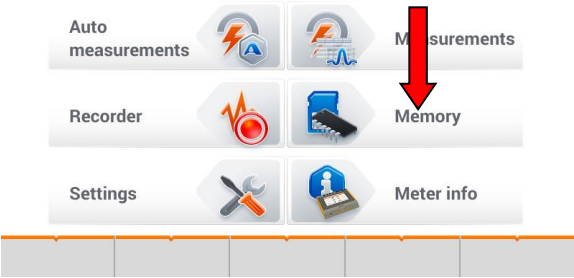 Auto
measurements
Measurements
Recorder
Memory
Settings
Meter info